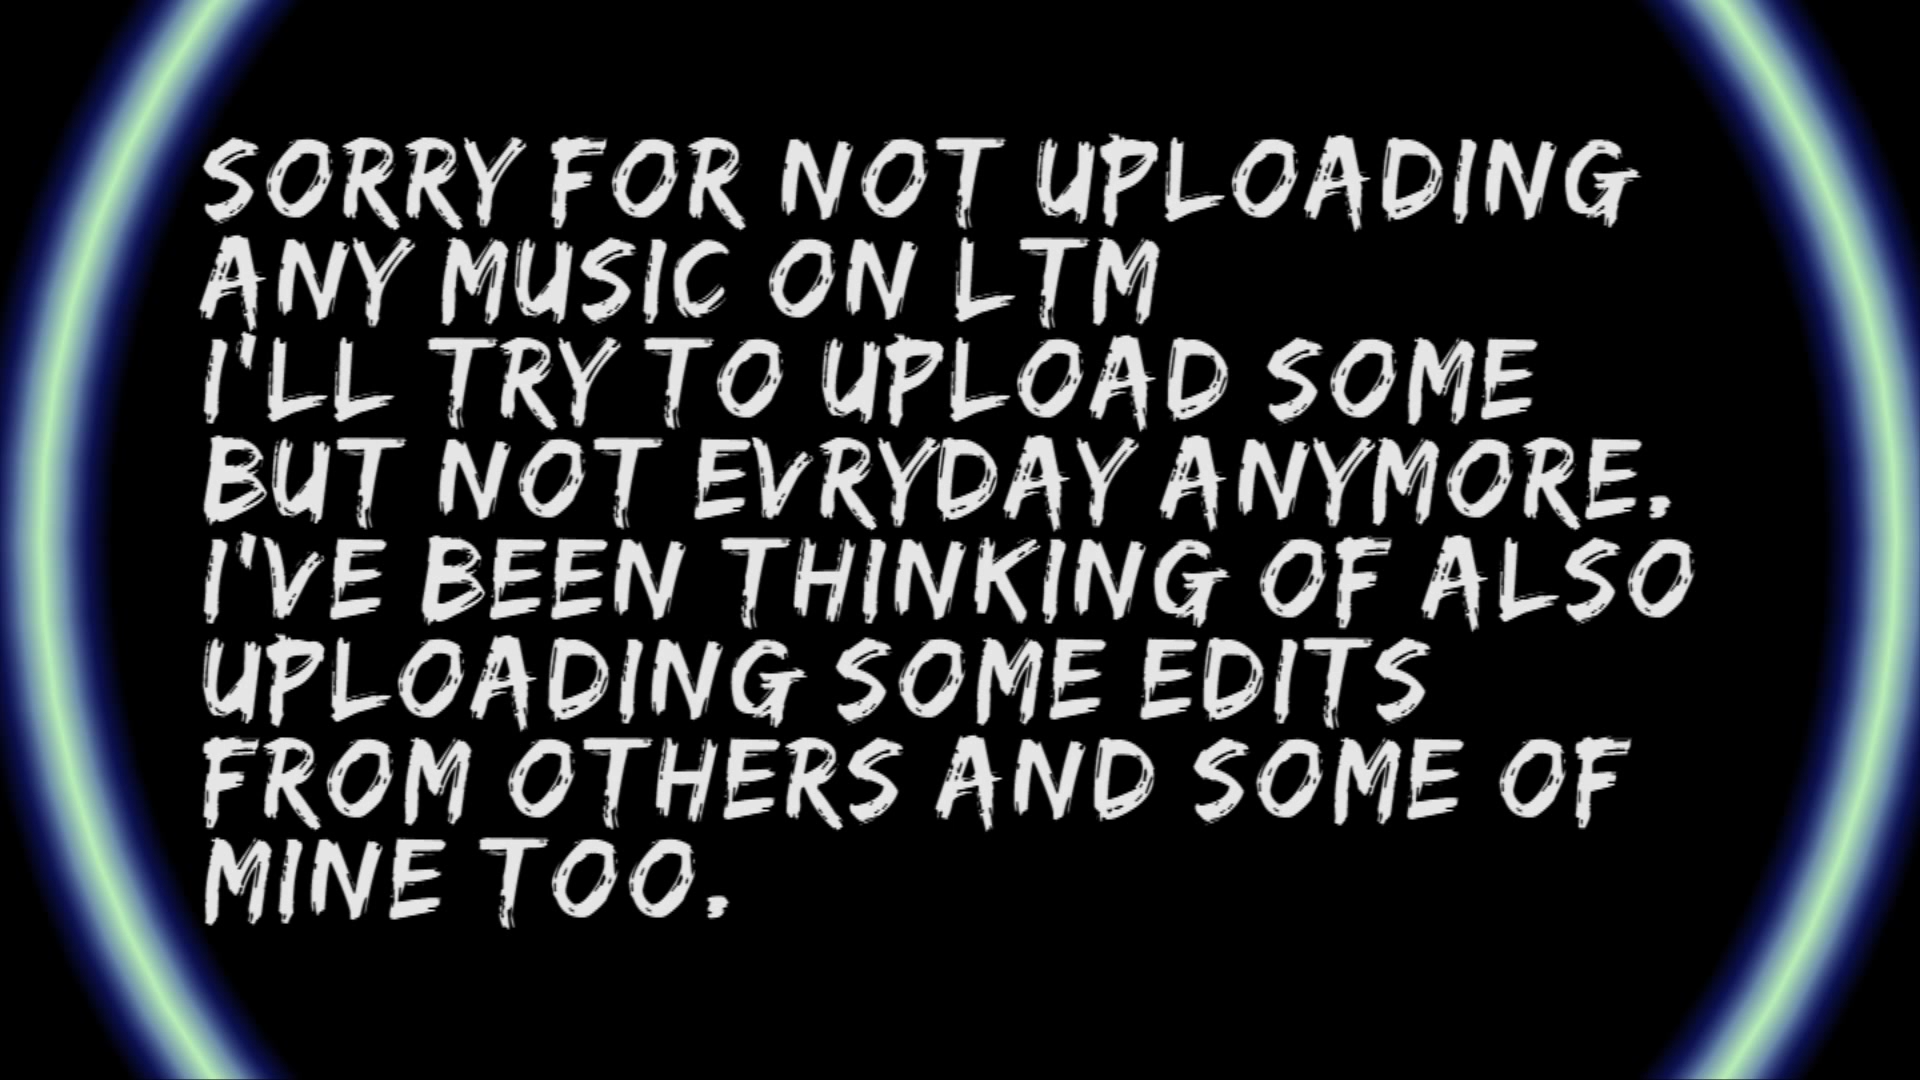 SORRY FOR NOT UPLOADING
ANY MUSIC ON LTM
I'LL TRY TO UPLOAD SOME
BUT NOT EVRYDAY ANYMORE.
I'VE BEEN THINKING OF ALSO
UPLOADING SOME EDITS
FROM OTHERS AND SOME OF
MINE TOO.